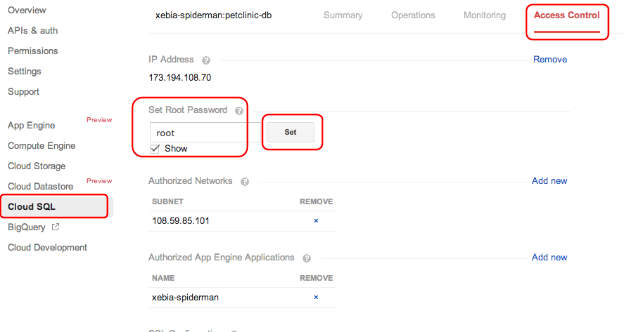 Overview
APIs & auth
Permissions
Settings
Support
App Engine Preview
Compute Engine
Cloud Storage
Cloud Datastore Preview
Cloud SQL
BigQuery
Cloud Development
xebia-spiderman:petclinic-db Summary Operations Monitoring Access Control
IP Address ? Remove
173.194.108.70
Set Root Password ?
root Set
Show
Authorized Networks ? Add new
SUBNET REMOVE
108.59.85.101 ×
Authorized App Engine Applications ? Add new
NAME REMOVE
xebia-spiderman ×